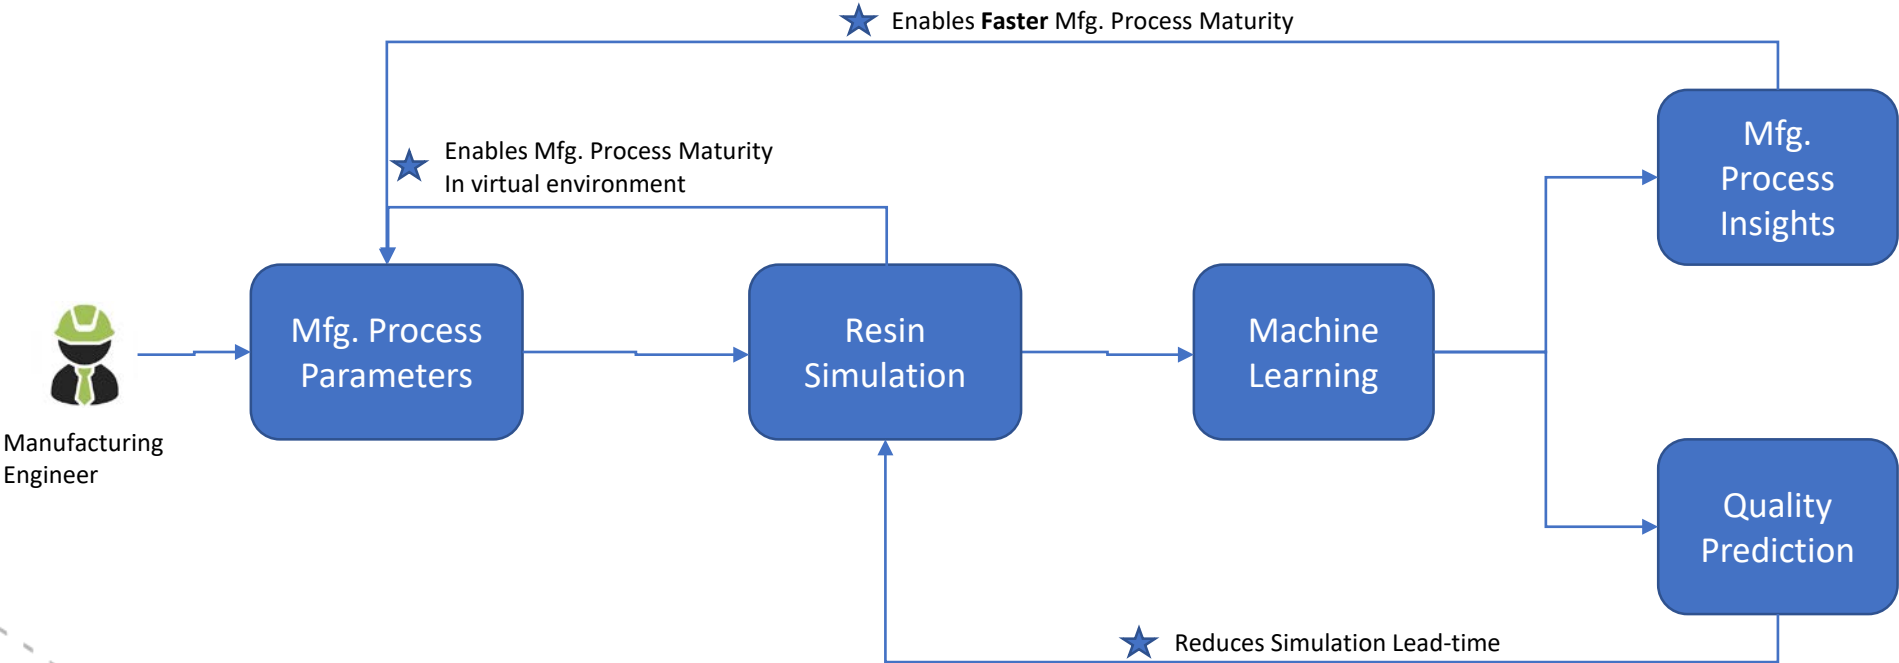 Enables Faster Mfg. Process Maturity
Enables Mfg. Process Maturity
In virtual environment
Mfg.
Process
Insights
Manufacturing
Engineer
Mfg. Process
Parameters
Resin
Simulation
Machine
Learning
Quality
Prediction
Reduces Simulation Lead-time